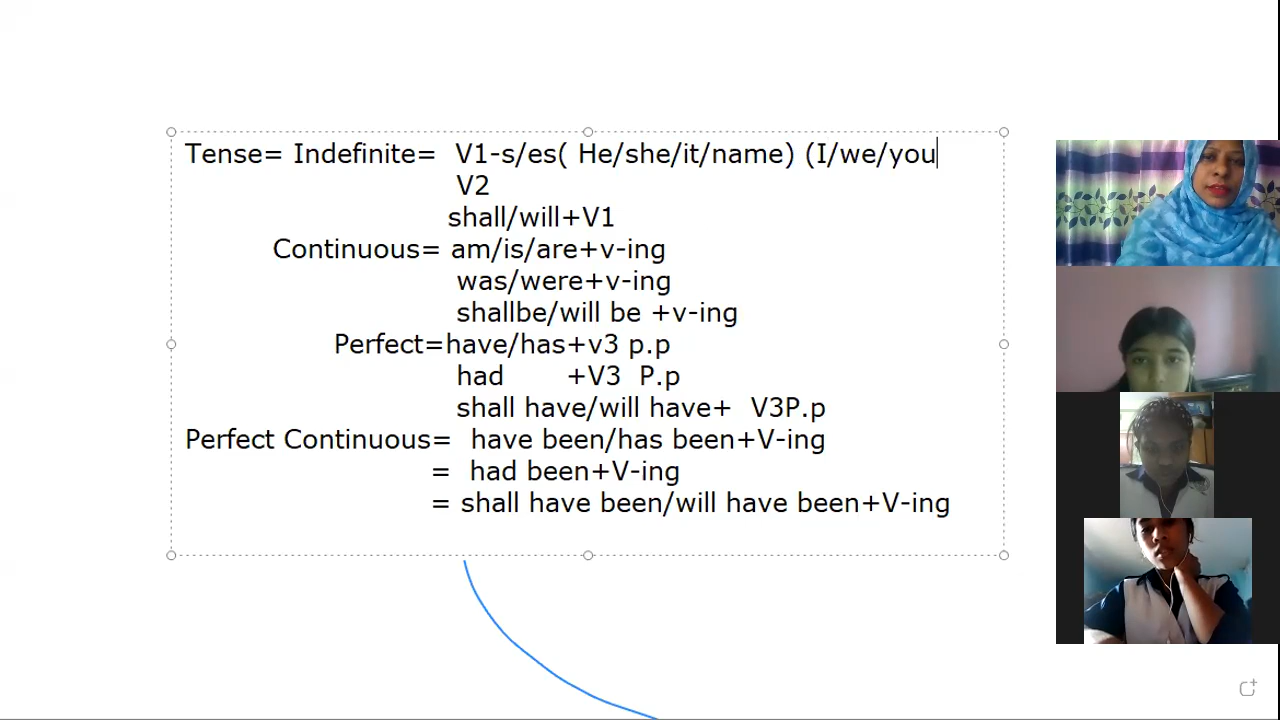 Tense= Indefinite= V1-s/es( He/she/it/name) (I/we/you
V2
shall/will+V1
Continuous= am/is/are+v-ing
was/were+v-ing
shallbe/will be +v-ing
Perfect=have/has+v3 p.p
had +V3 P.p
shall have/will have+ V3P.p
Perfect Continuous= have been/has been+V-ing
= had been+V-ing
= shall have been/will have been+V-ing